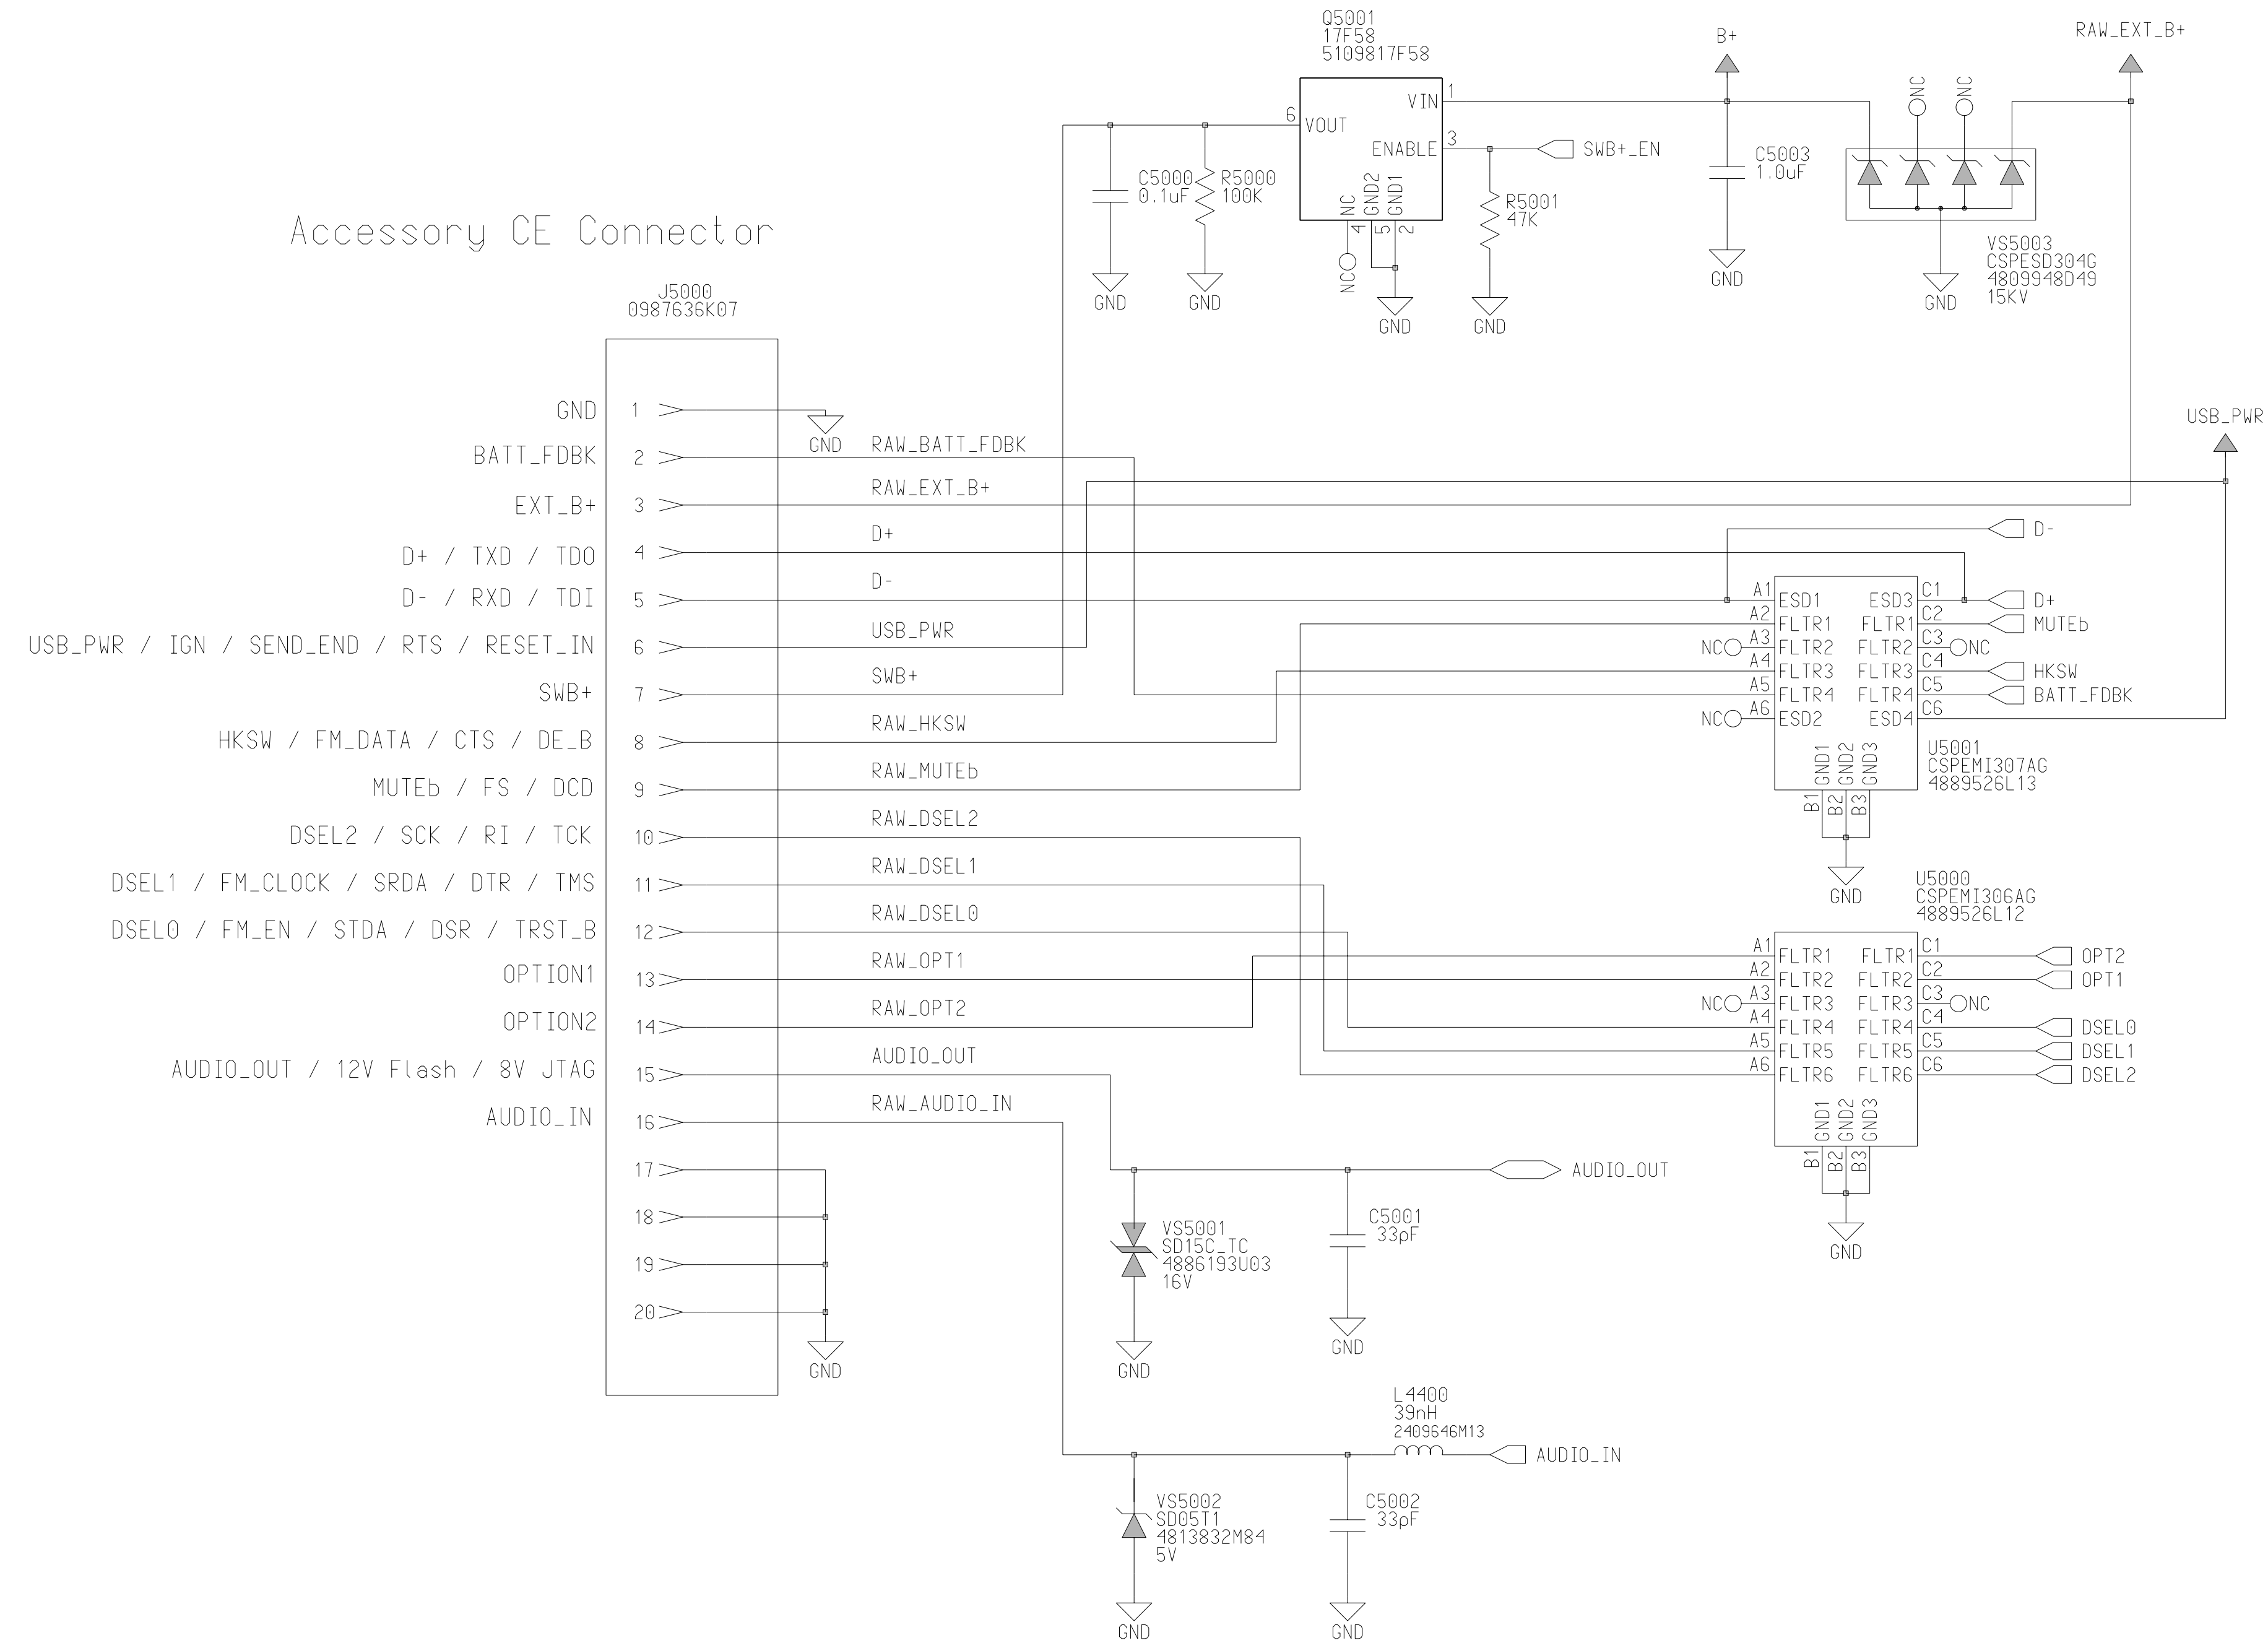 Q5001
17F58
5109817F58
B+
RAW_EXT_B+
NC
NC
1
VIN
6
VOUT
3
ENABLE
SWB+_EN
C5003
1.0uF
C5000
0.1uF
R5000
100K
NC
GND2
GND1
4
5
2
NC
R5001
47K
GND
GND
GND
GND
GND
GND
VS5003
CSPESD304G
4809948D49
15KV
Accessory CE Connector
J5000
0987636K07
GND
1
GND
BATT_FDBK
2
RAW_BATT_FDBK
EXT_B+
3
RAW_EXT_B+
D+ / TXD / TDO
4
D+
D- / RXD / TDI
5
D-
USB_PWR / IGN / SEND_END / RTS / RESET_IN
6
USB_PWR
SWB+
7
SWB+
HKSW / FM_DATA / CTS / DE_B
8
RAW_HKSW
MUTEb / FS / DCD
9
RAW_MUTEb
DSEL2 / SCK / RI / TCK
10
RAW_DSEL2
DSEL1 / FM_CLOCK / SRDA / DTR / TMS
11
RAW_DSEL1
DSEL0 / FM_EN / STDA / DSR / TRST_B
12
RAW_DSEL0
OPTION1
13
RAW_OPT1
OPTION2
14
RAW_OPT2
AUDIO_OUT / 12V Flash / 8V JTAG
15
AUDIO_OUT
AUDIO_IN
16
RAW_AUDIO_IN
17
18
19
20
GND
USB_PWR
D-
A1 ESD1 ESD3 C1 D+
A2 FLTR1 FLTR1 C2 MUTEb
NC A3 FLTR2 FLTR2 C3 NC
A4 FLTR3 FLTR3 C4 HKSW
A5 FLTR4 FLTR4 C5 BATT_FDBK
NC A6 ESD2 ESD4 C6
GND1
GND2
GND3
B1
B2
B3
GND
U5001
CSPEMI307AG
4889526L13
U5000
CSPEMI306AG
4889526L12
A1 FLTR1 FLTR1 C1 OPT2
A2 FLTR2 FLTR2 C2 OPT1
NC A3 FLTR3 FLTR3 C3 NC
A4 FLTR4 FLTR4 C4 DSEL0
A5 FLTR5 FLTR5 C5 DSEL1
A6 FLTR6 FLTR6 C6 DSEL2
GND1
GND2
GND3
B1
B2
B3
GND
AUDIO_OUT
VS5001
SD15C_TC
4886193U03
16V
C5001
33pF
GND
GND
L4400
39nH
2409646M13
AUDIO_IN
VS5002
SD05T1
4813832M84
5V
C5002
33pF
GND
GND